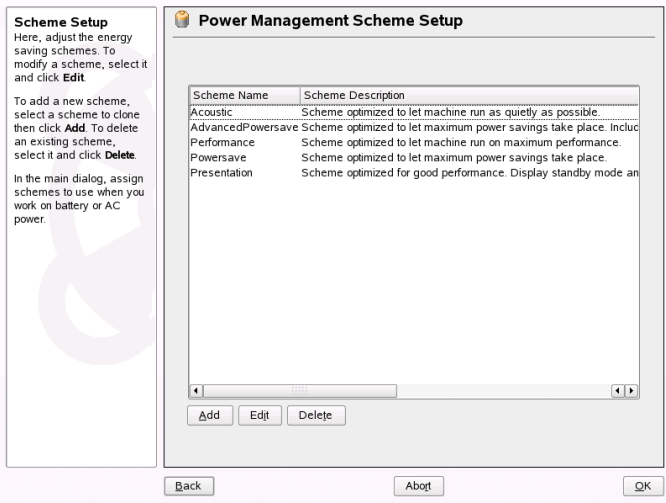 Scheme Setup
Here, adjust the energy
saving schemes. To
modify a scheme, select it
and click Edit.
To add a new scheme,
select a scheme to clone
then click Add. To delete
an existing scheme,
select it and click Delete.
In the main dialog, assign
schemes to use when you
work on battery or AC
power.
Power Management Scheme Setup
Scheme Name Scheme Description
Acoustic Scheme optimized to let machine run as quietly as possible.
AdvancedPowersave Scheme optimized to let maximum power savings take place. Includ
Performance Scheme optimized to let machine run on maximum performance.
Powersave Scheme optimized to let maximum power savings take place.
Presentation Scheme optimized for good performance. Display standby mode an
Add Edit Delete
Back Abort OK